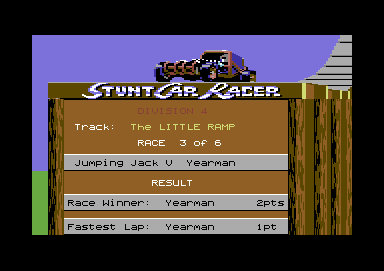 STUNT CAR RACER
DIVISION 4
Track: The LITTLE RAMP
RACE 3 of 6
Jumping Jack V Yearman
RESULT
Race Winner: Yearman 2pts
Fastest Lap: Yearman 1pt